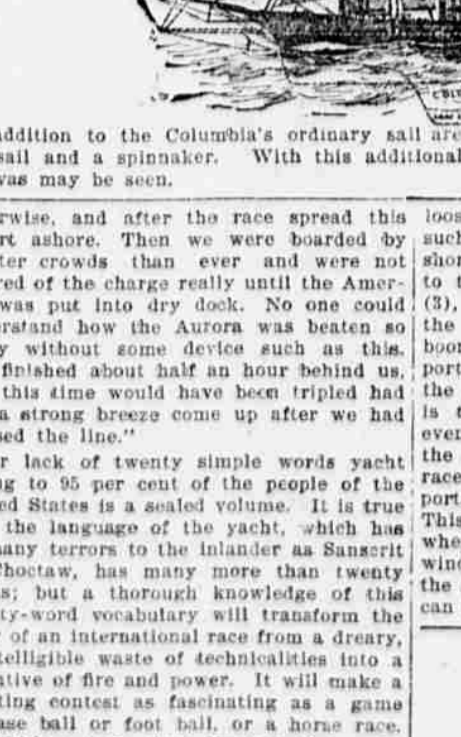 ddition to the Columbia's ordinary sail are
sail and a spinnaker. With this additional
vas may be seen.
rwise, and after the race spread this
rt ashore. Then we were boarded by
ter crowds than ever and were not
red of the charge really until the Amer-
was put into dry dock. No one could
erstand how the Aurora was beaten so
y without some device such as this.
finished about half an hour behind us,
this time would have been tripled had
a strong breeze come up after we had
sed the line."
r lack of twenty simple words yacht
ng to 95 per cent of the people of the
ed States is a sealed volume. It is true
the language of the yacht, which has
nany terrors to the inlander as Sanscrit
Choctaw, has many more than twenty
s; but a thorough knowledge of this
ty-word vocabulary will transform the
of an international race from a dreary,
telligible waste of technicalities into a
ative of fire and power. It will make a
ting contest as fascinating as a game
ase ball or foot ball, or a horse race.
loos
such
shor
to t
(3),
the
boon
port
the
is t
even
the
race
port
This
whe
wind
the
can